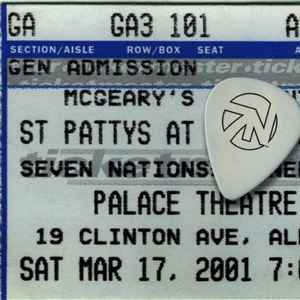 GA GA3 101 A
SECTION/AISLE ROW/BOX SEAT
GEN ADMISSION
MCGEARY'S
ST PATTYS AT
SEVEN NATIONS
PALACE THEATRE
19 CLINTON AVE, AL
SAT MAR 17, 2001 7: